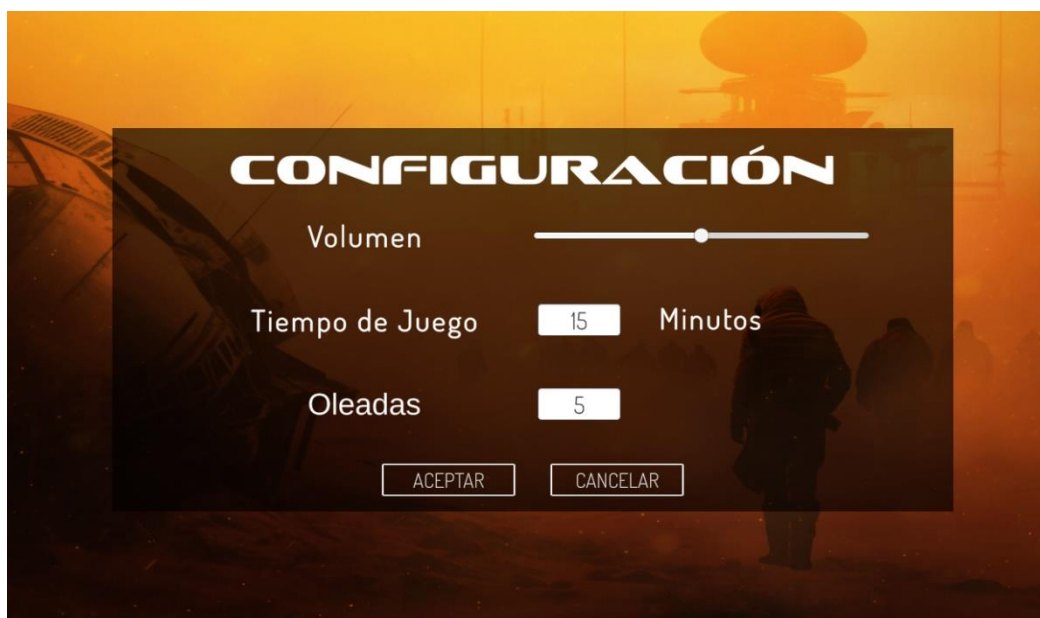 CONFIGURACIÓN
Volumen
Tiempo de Juego 15 Minutos
Oleadas 5
ACEPTAR CANCELAR